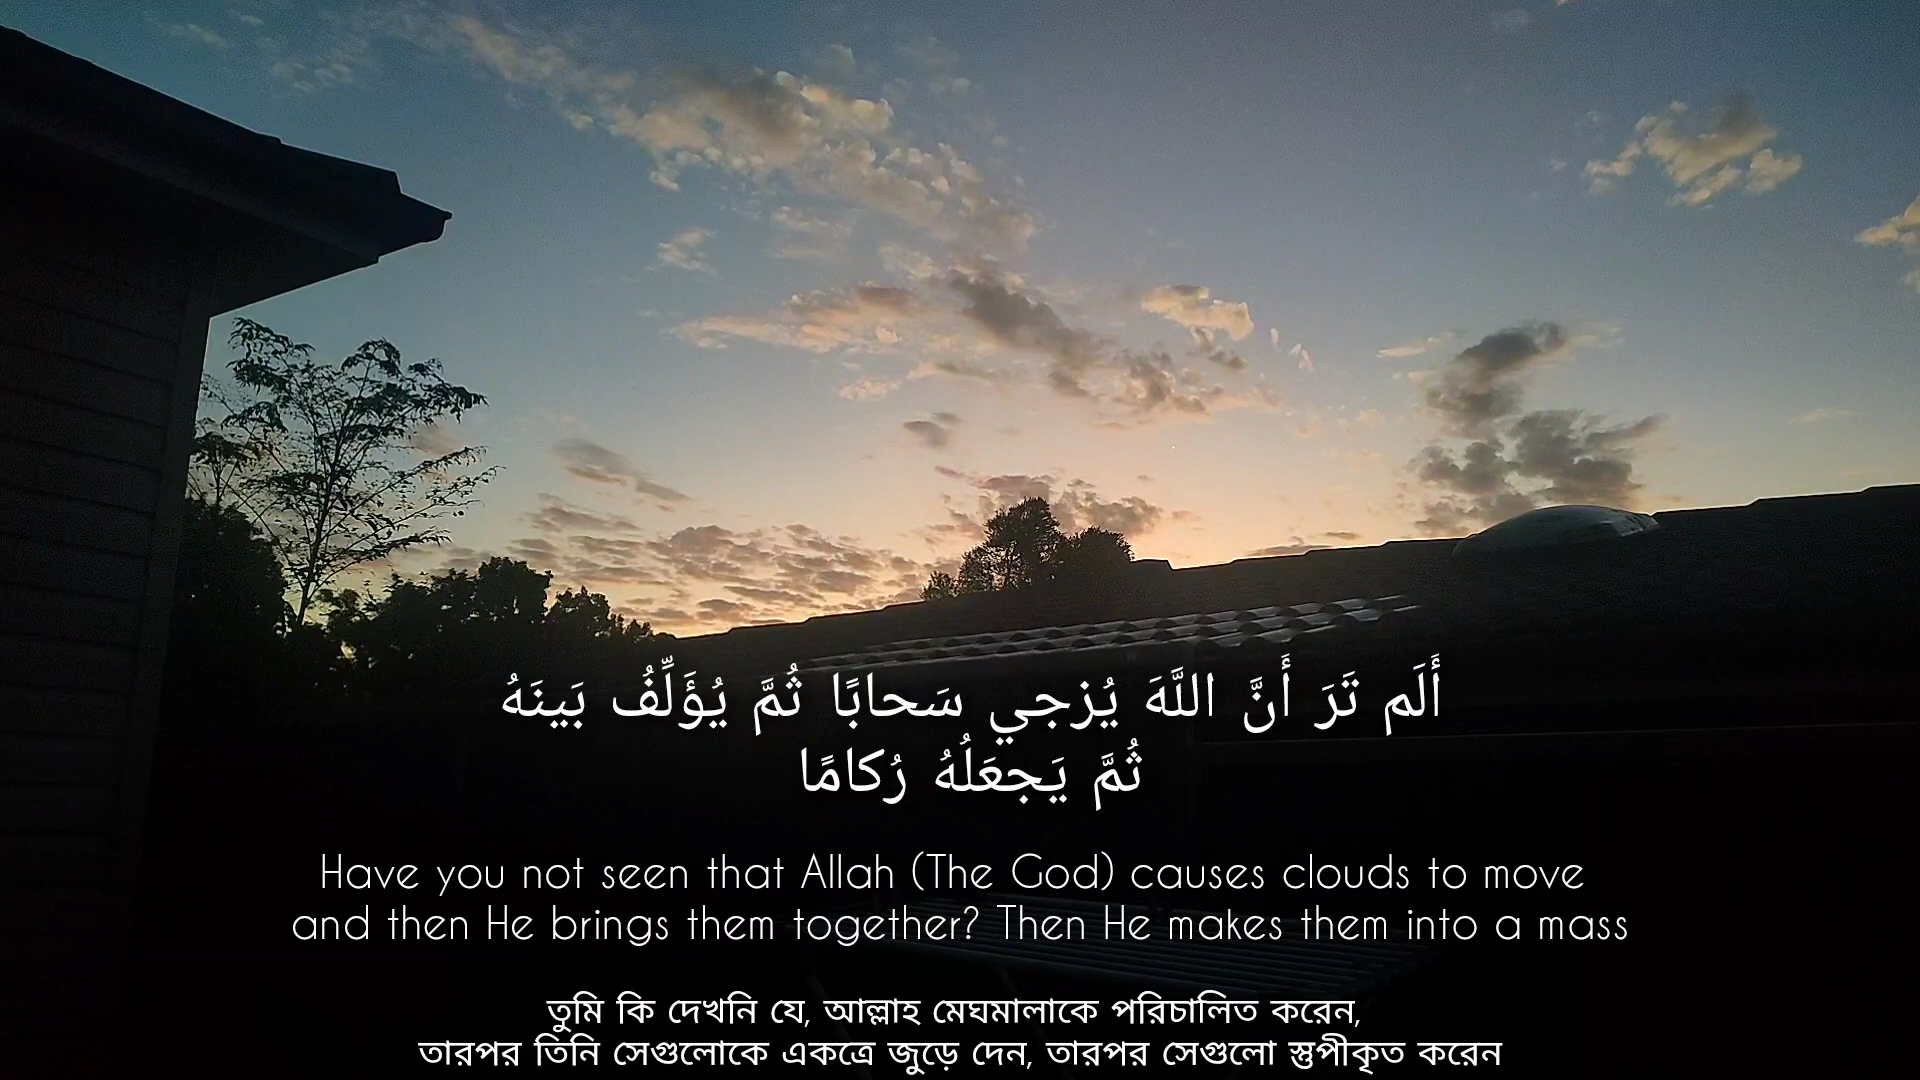 أَلَم تَرَ أَنَّ اللَّهَ يُزجي سَحابًا ثُمَّ يُؤَلِّفُ بَينَهُ
ثُمَّ يَجعَلُهُ رُكامًا
Have you not seen that Allah (The God) causes clouds to move
and then He brings them together? Then He makes them into a mass
তুমি কি দেখনি যে, আল্লাহ মেঘমালাকে পরিচালিত করেন,
তারপর তিনি সেগুলোকে একত্রে জুড়ে দেন, তারপর সেগুলো স্তুপীকৃত করেন